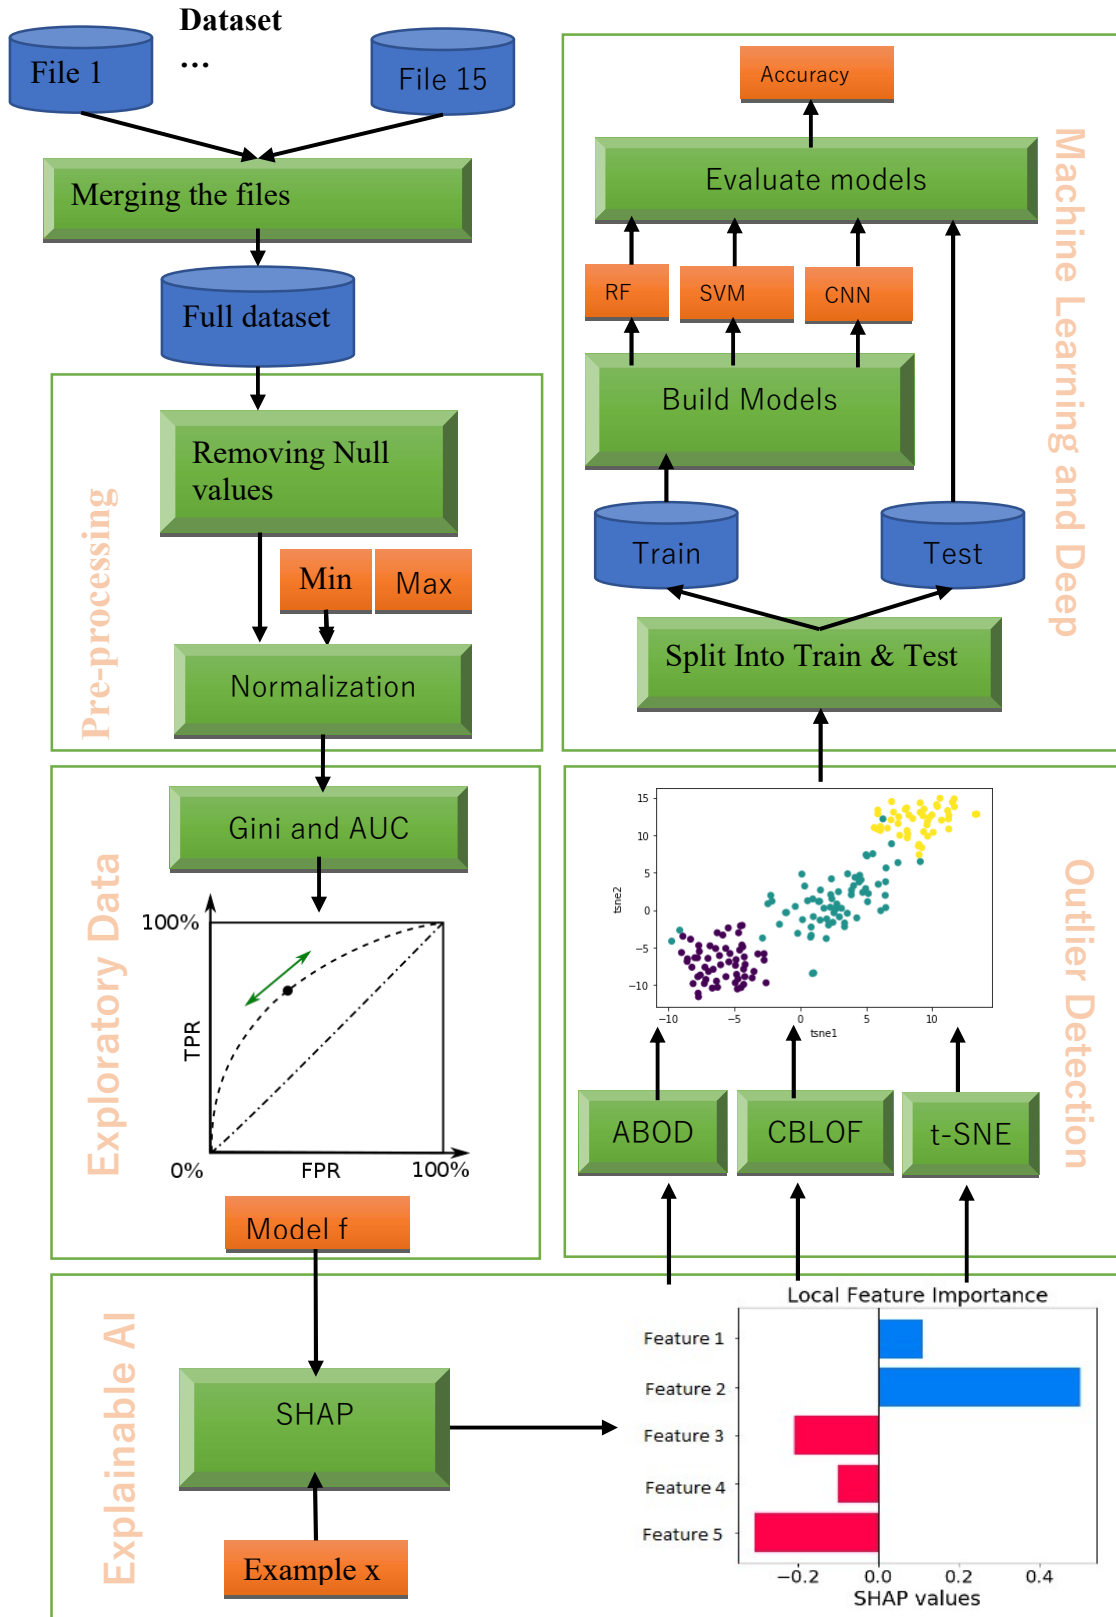 Dataset
...
File 1
File 15
Merging the files
Full dataset
Pre-processing
Removing Null
values
Min
Max
Normalization
Exploratory Data
Gini and AUC
100%
TPR
0%
FPR
100%
Model f
Explainable AI
SHAP
Example x
Local Feature Importance
Feature 1
Feature 2
Feature 3
Feature 4
Feature 5
−0.2
0.0
0.2
0.4
SHAP values
Outlier Detection
ABOD
CBLOF
t-SNE
15
10
5
0
−5
−10
tsne2
−10
−5
0
5
10
tsne1
Machine Learning and Deep
Split Into Train & Test
Train
Test
Build Models
RF
SVM
CNN
Evaluate models
Accuracy